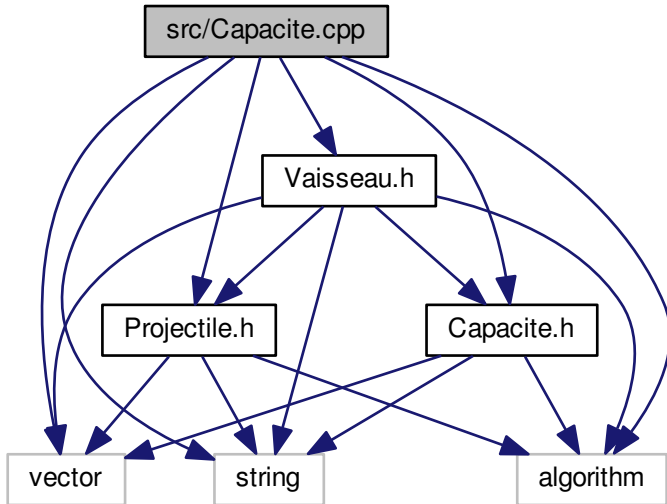 src/Capacite.cpp
Vaisseau.h
Projectile.h
Capacite.h
vector
string
algorithm